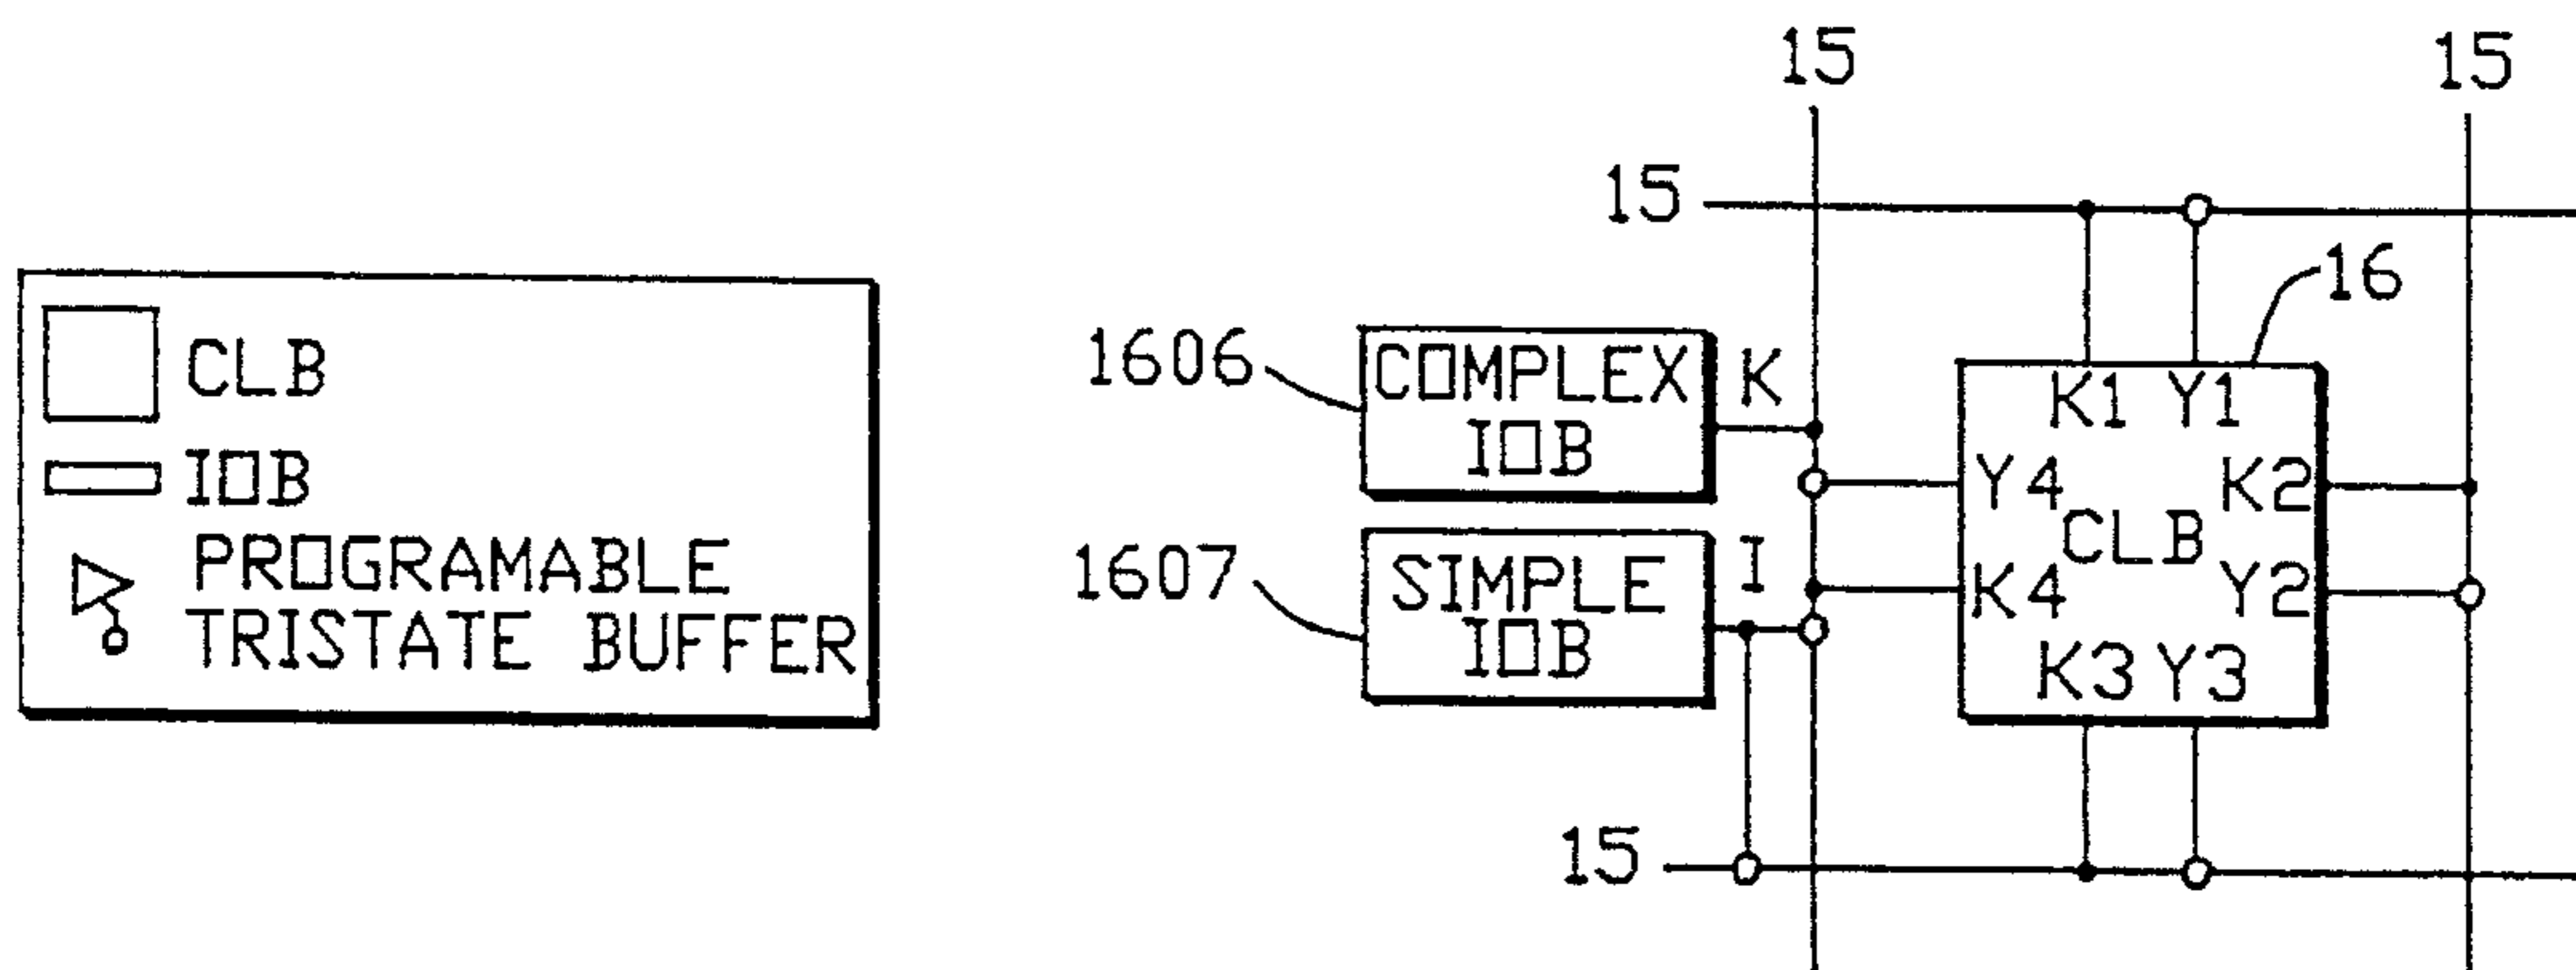 CLB
IOB
PROGRAMABLE
TRISTATE BUFFER
15
15
15
16
1606
COMPLEX
IOB
K
K1 Y1
Y4
K2
CLB
1607
SIMPLE
IOB
I
K4
Y2
K3 Y3
15